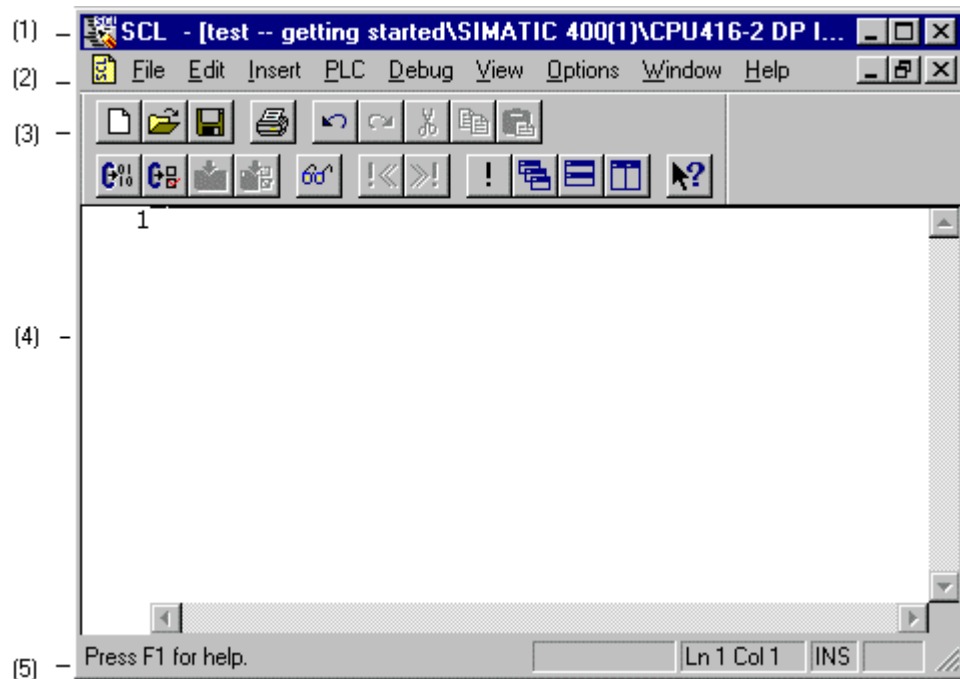 (1) SCL - [test -- getting started\SIMATIC 400(1)\CPU416-2 DP I...
(2) File Edit Insert PLC Debug View Options Window Help
(3)
1
(4)
(5) Press F1 for help. Ln 1 Col 1 INS